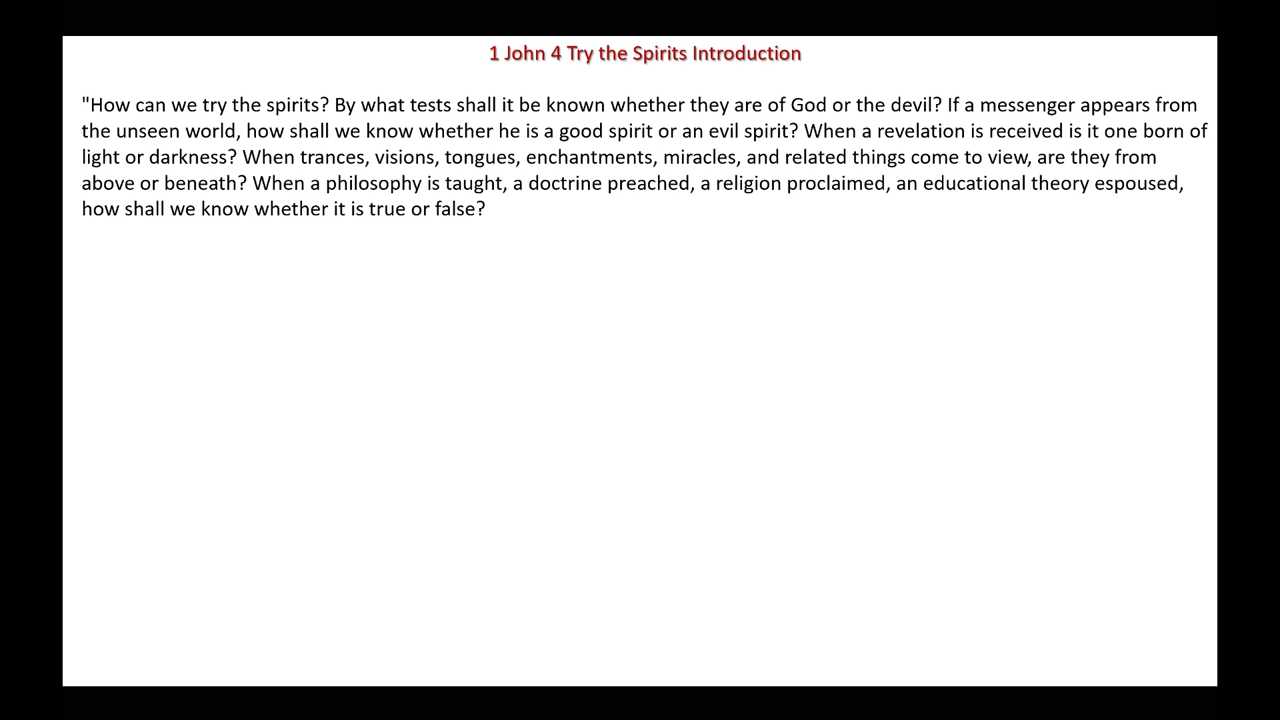 1 John 4 Try the Spirits Introduction
"How can we try the spirits? By what tests shall it be known whether they are of God or the devil? If a messenger appears from
the unseen world, how shall we know whether he is a good spirit or an evil spirit? When a revelation is received is it one born of
light or darkness? When trances, visions, tongues, enchantments, miracles, and related things come to view, are they from
above or beneath? When a philosophy is taught, a doctrine preached, a religion proclaimed, an educational theory espoused,
how shall we know whether it is true or false?